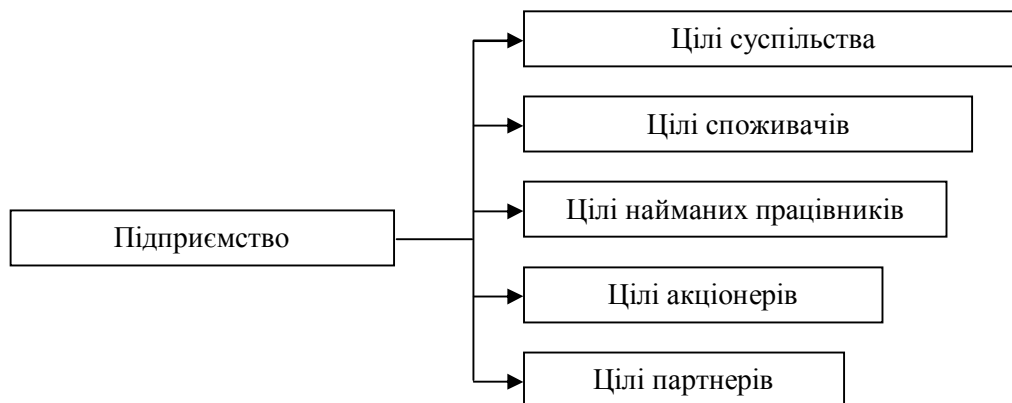 Цілі суспільства
Цілі споживачів
Цілі найманих працівників
Підприємство
Цілі акціонерів
Цілі партнерів